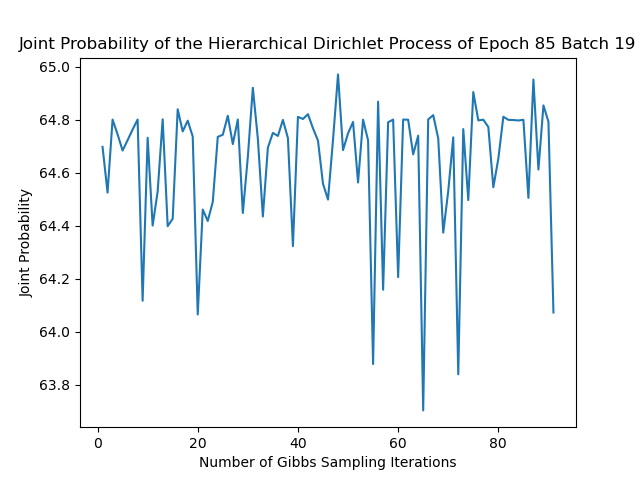 Joint Probability of the Hierarchical Dirichlet Process of Epoch 85 Batch 19
65.0
64.8
64.6
64.4
64.2
64.0
63.8
Joint Probability
0 20 40 60 80
Number of Gibbs Sampling Iterations